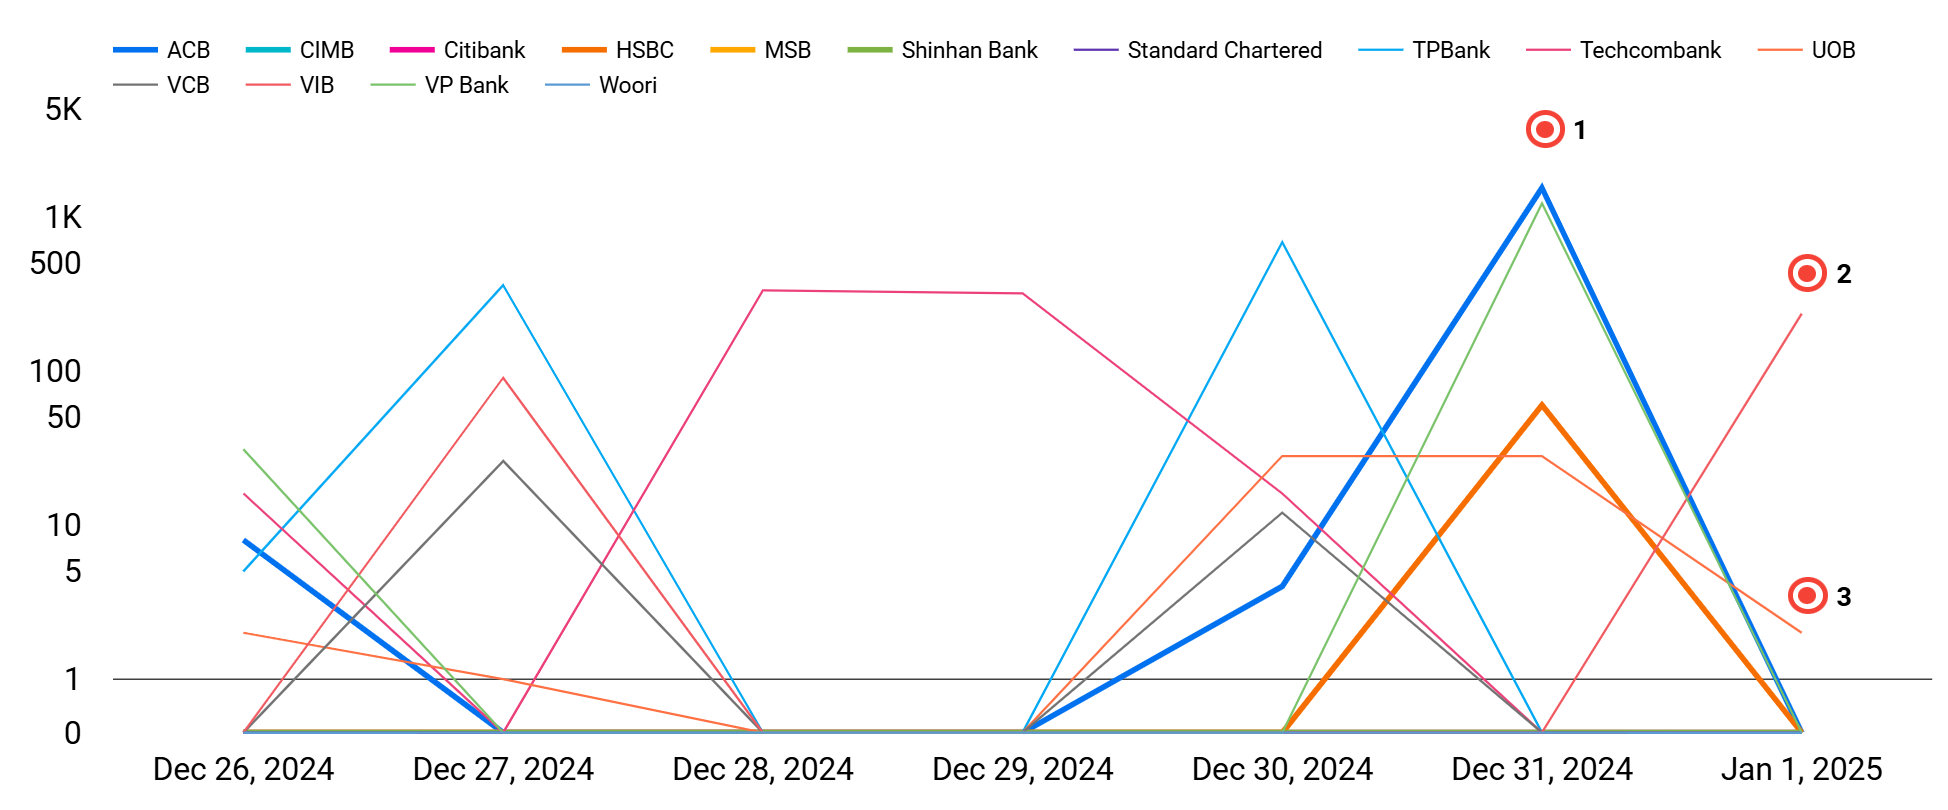 ACB CIMB Citibank HSBC MSB Shinhan Bank Standard Chartered TPBank Techcombank UOB
VCB VIB VP Bank Woori
5K
1
1K
500
2
100
50
10
5
3
1
0
Dec 26, 2024 Dec 27, 2024 Dec 28, 2024 Dec 29, 2024 Dec 30, 2024 Dec 31, 2024 Jan 1, 2025